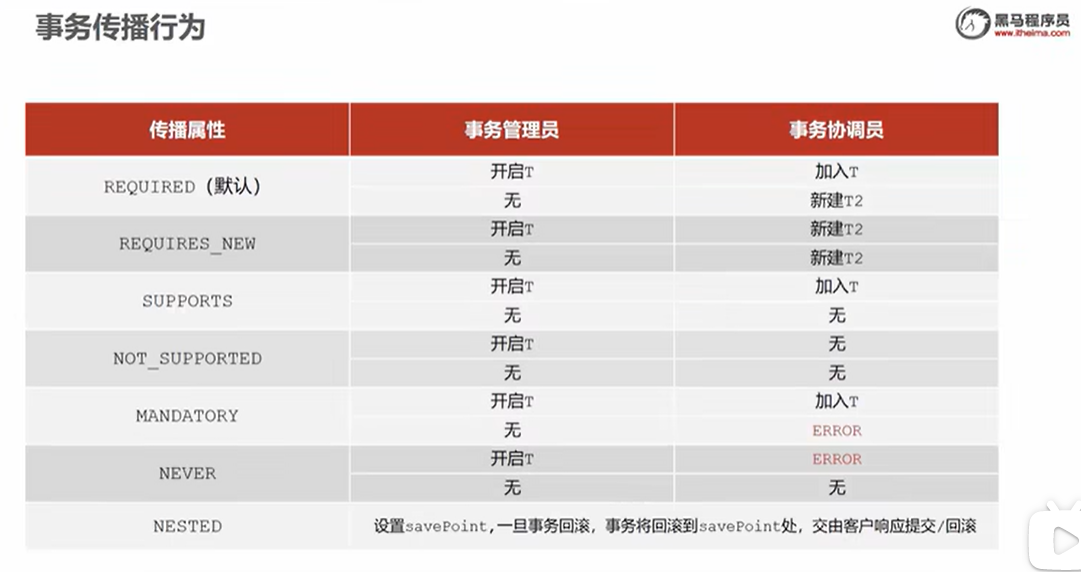 事务传播行为
黑马程序员
www.itheima.com
传播属性 事务管理员 事务协调员
REQUIRED（默认） 开启T 加入T
无 新建T2
REQUIRES_NEW 开启T 新建T2
无 新建T2
SUPPORTS 开启T 加入T
无 无
NOT_SUPPORTED 开启T 无
无 无
MANDATORY 开启T 加入T
无 ERROR
NEVER 开启T ERROR
无 无
NESTED 设置savePoint,一旦事务回滚，事务将回滚到savePoint处，交由客户响应提交/回滚